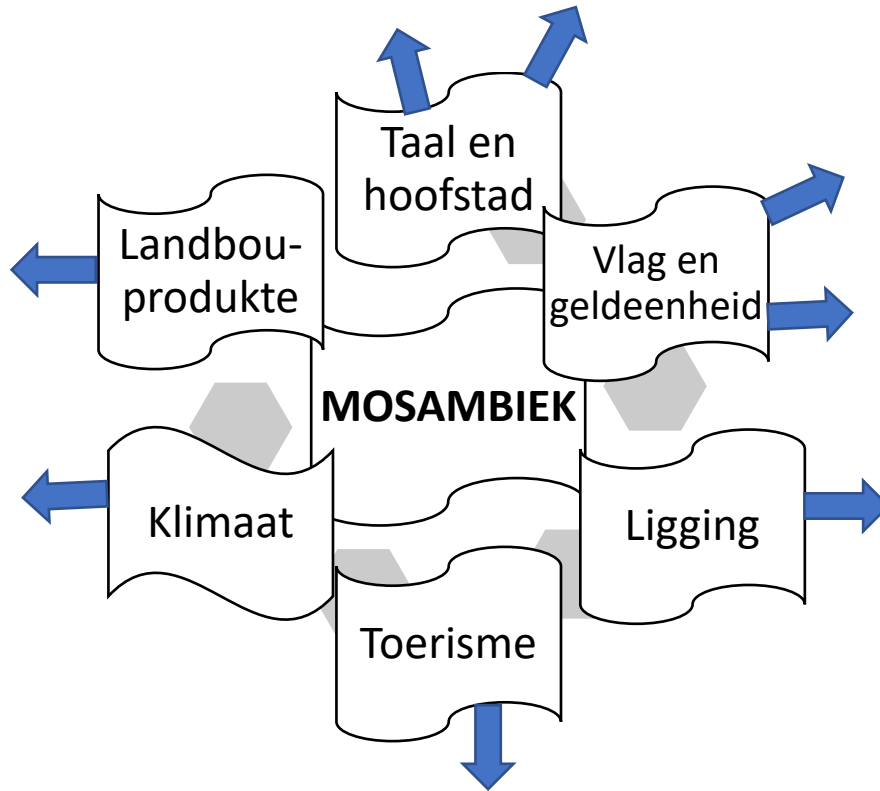 Taal en
hoofstad
Landbou-
produkte
Vlag en
geldeenheid
MOSAMBIEK
Klimaat
Ligging
Toerisme